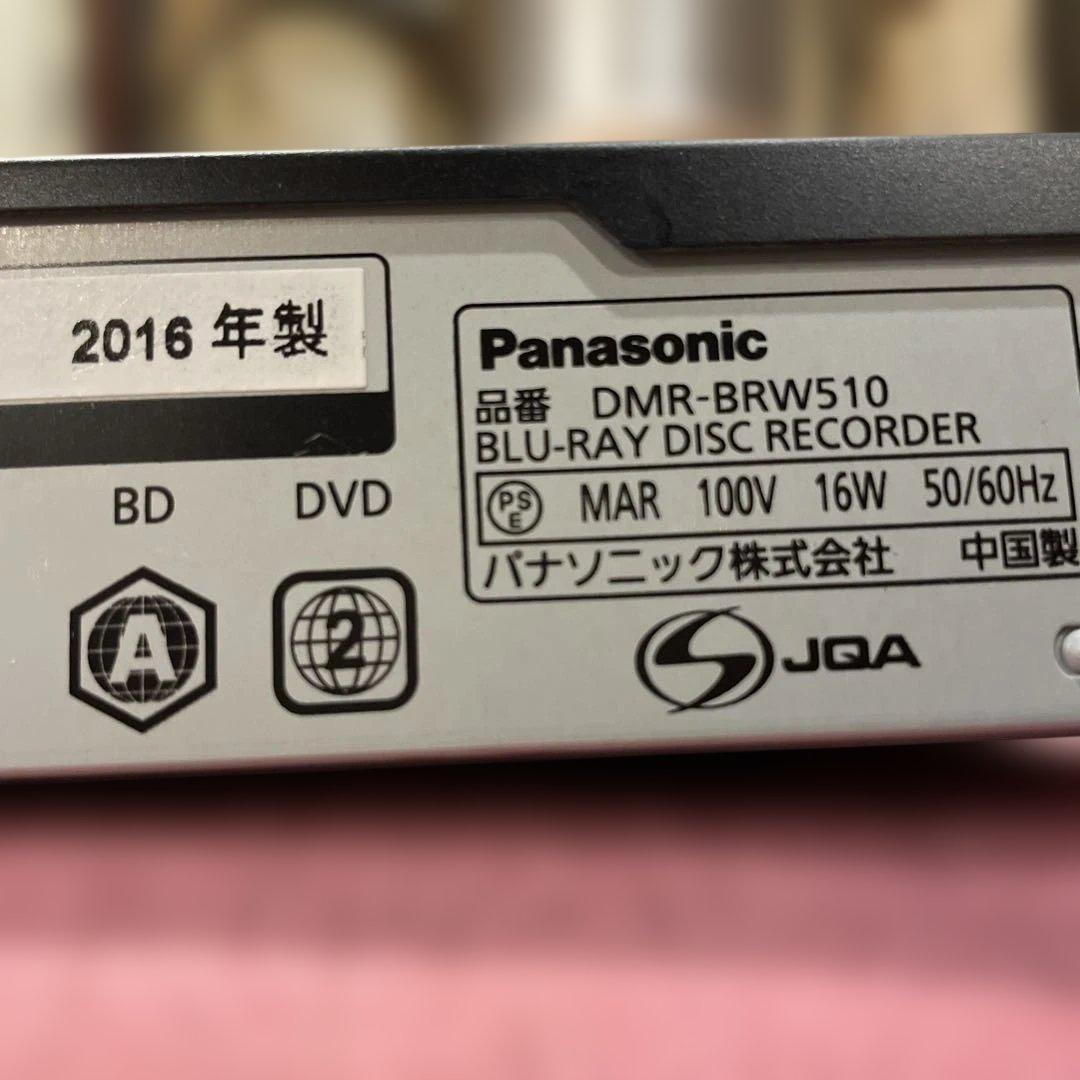 2016 年製
BD DVD
A 2
Panasonic
品番 DMR-BRW510
BLU-RAY DISC RECORDER
PSE MAR 100V 16W 50/60Hz
パナソニック株式会社 中国製
JQA